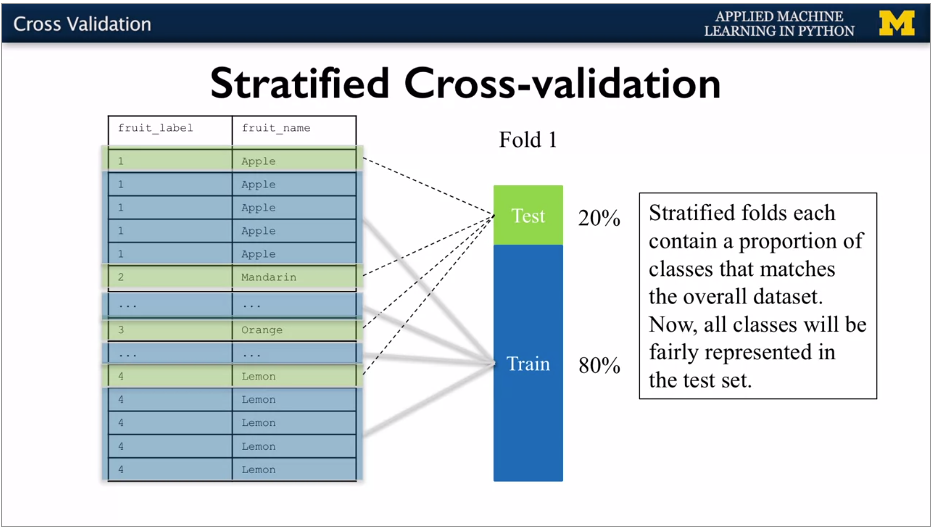 Cross Validation
APPLIED MACHINE
LEARNING IN PYTHON
M
Stratified Cross-validation
fruit_label fruit_name
1 Apple
1 Apple
1 Apple
1 Apple
1 Apple
2 Mandarin
... ...
3 Orange
... ...
4 Lemon
4 Lemon
4 Lemon
4 Lemon
4 Lemon
Fold 1
Test 20%
Train 80%
Stratified folds each
contain a proportion of
classes that matches
the overall dataset.
Now, all classes will be
fairly represented in
the test set.